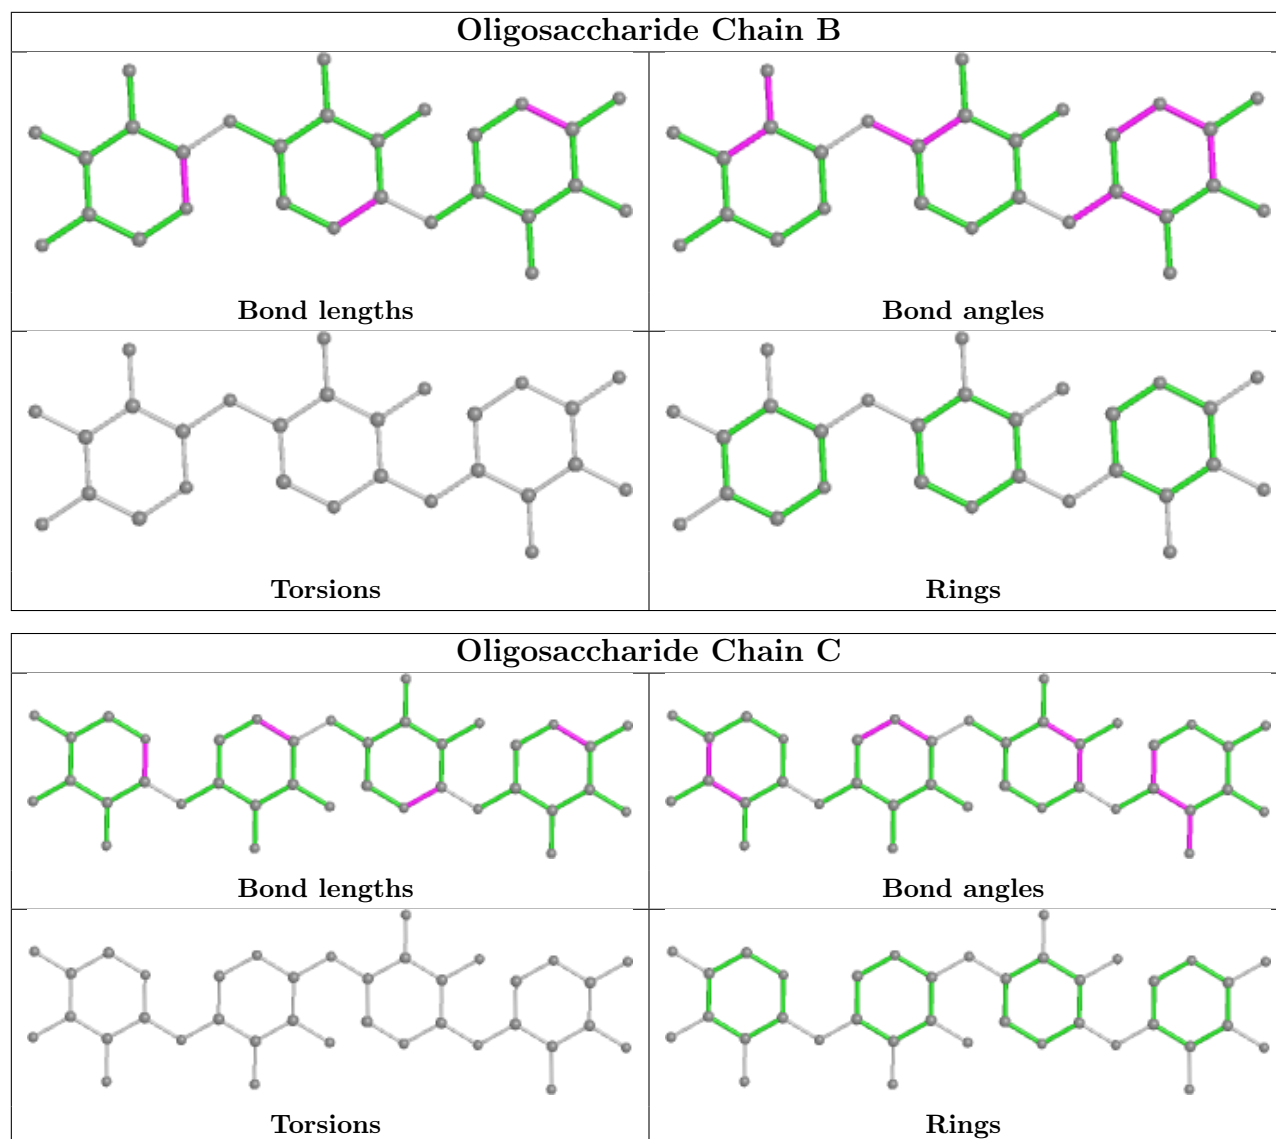 Oligosaccharide Chain B
Bond lengths
Bond angles
Torsions
Rings
Oligosaccharide Chain C
Bond lengths
Bond angles
Torsions
Rings